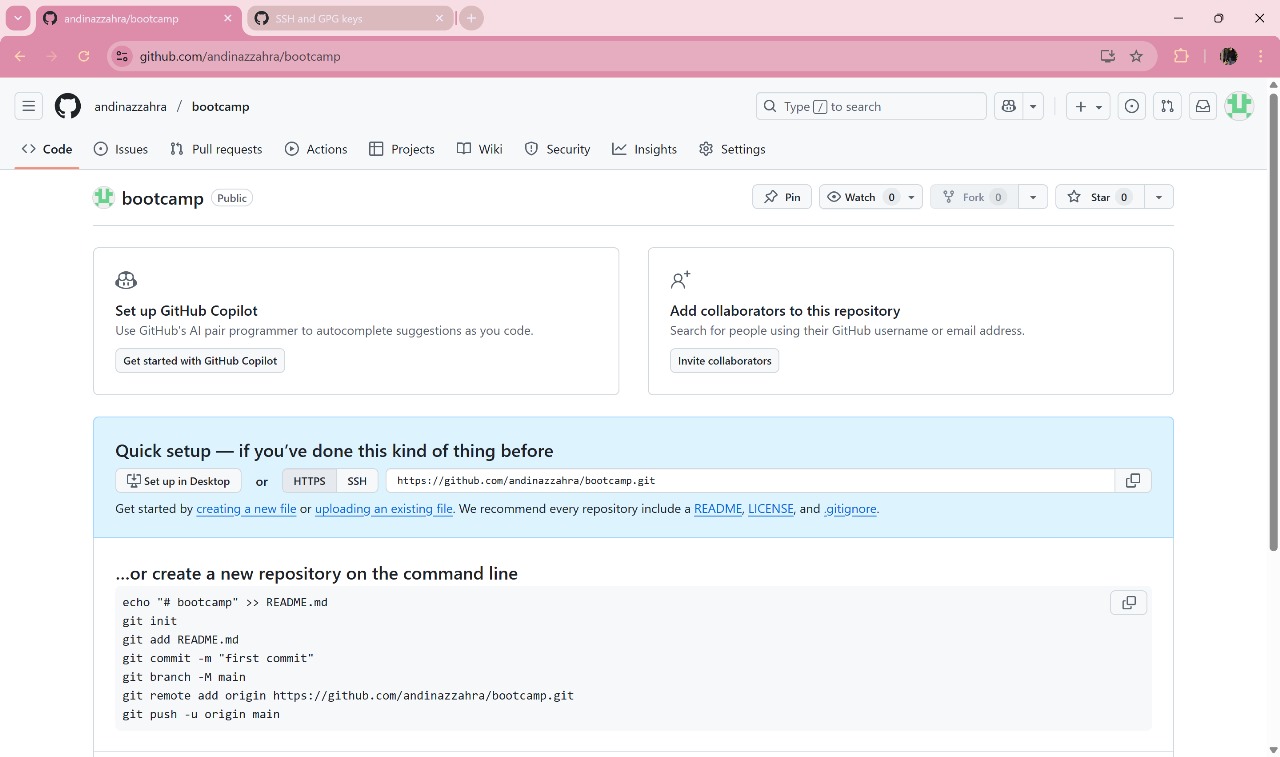 andinazzahra/bootcamp
SSH and GPG keys
github.com/andinazzahra/bootcamp
andinazzahra / bootcamp
Type / to search
Code Issues Pull requests Actions Projects Wiki Security Insights Settings
bootcamp Public
Pin Watch 0 Fork 0 Star 0
Set up GitHub Copilot
Use GitHub's AI pair programmer to autocomplete suggestions as you code.
Get started with GitHub Copilot
Add collaborators to this repository
Search for people using their GitHub username or email address.
Invite collaborators
Quick setup — if you’ve done this kind of thing before
Set up in Desktop or HTTPS SSH https://github.com/andinazzahra/bootcamp.git
Get started by creating a new file or uploading an existing file. We recommend every repository include a README, LICENSE, and .gitignore.
…or create a new repository on the command line
echo "# bootcamp" >> README.md
git init
git add README.md
git commit -m "first commit"
git branch -M main
git remote add origin https://github.com/andinazzahra/bootcamp.git
git push -u origin main